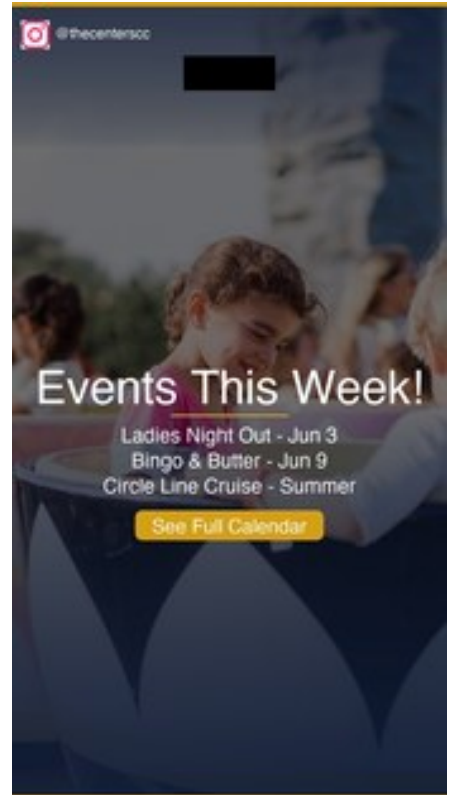 @thecenterscc
Events This Week!
Ladies Night Out - Jun 3
Bingo & Butter - Jun 9
Circle Line Cruise - Summer
See Full Calendar